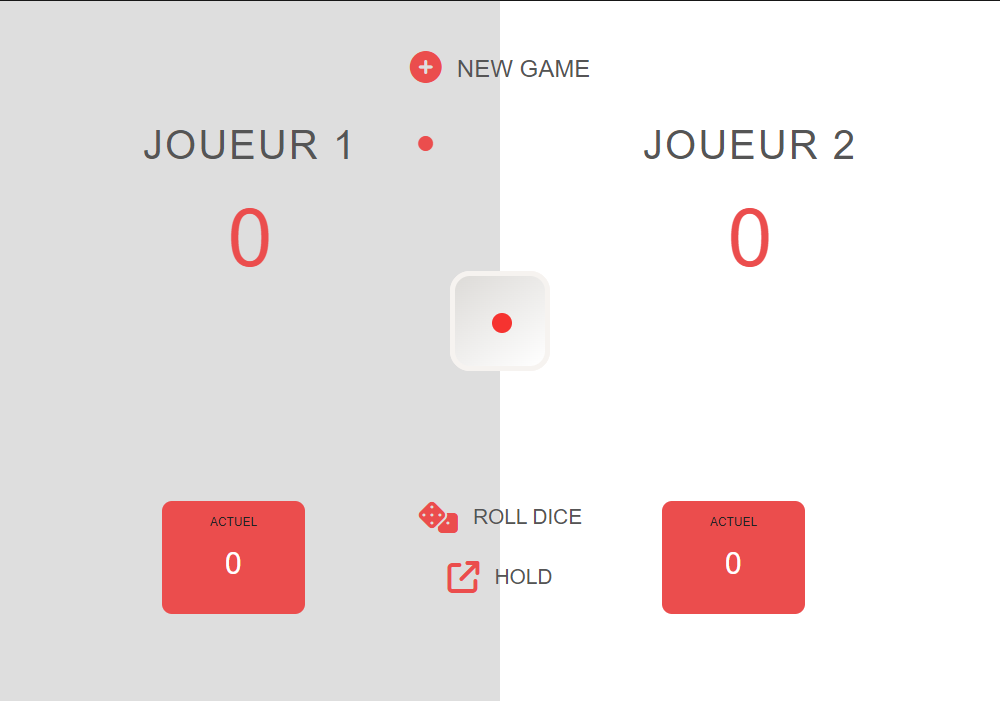 NEW GAME
JOUEUR 1
JOUEUR 2
0
0
ACTUEL
0
ROLL DICE
HOLD
ACTUEL
0